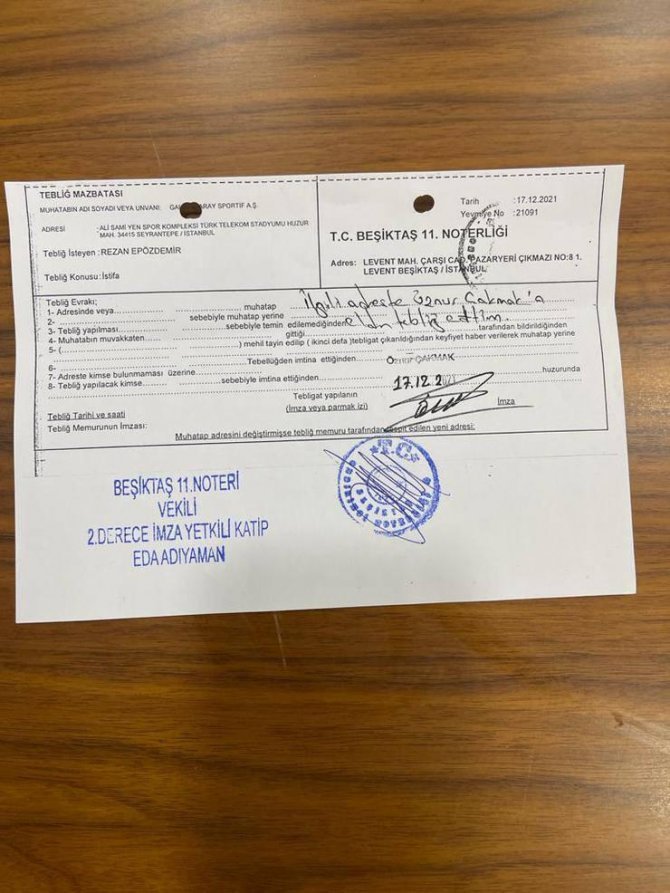 TEBLİĞ MAZBATASI
MUHATABIN ADI SOYADI VEYA UNVANI: SPORTIF A.Ş.
ADRESİ : ALİ SAMİ YEN SPOR KOMPLEKSİ TÜRK TELEKOM STADYUMU HUZUR
MAH. 34415 SEYRANTEPE / İSTANBUL
Tebliğ İsteyen : REZAN EPÖZDEMİR
Tebliğ Konusu : İstifa
Tarih :17.12.2021
Yevmiye No :21091
T.C. BEŞİKTAŞ 11. NOTERLİĞİ
Adres: LEVENT MAH. ÇARŞI CAD. PAZARYERİ ÇIKMAZI NO:8 1.
LEVENT BEŞİKTAŞ / İSTANBUL
Tebliğ Evrakı;
1- Adresinde veya muhatap İlgili adreste Öznur Çakmak'a
2- sebebiyle muhatap yerine elden tebliğ ettim.
3- Tebliğ yapılması sebebiyle temin edilemediğinden tarafından bildirildiğinden
4- Muhatabın muvakkaten gittiği
5- ( ) mehil tayin edilip ( ikinci defa )tebligat çıkarıldığından keyfiyet haber verilerek muhatap yerine
6- Tebellüğden imtina ettiğinden Öznur ÇAKMAK
7- Adreste kimse bulunmaması üzerine
8- Tebliğ yapılacak kimse sebebiyle imtina ettiğinden 17.12.2021 huzurunda
Tebligat yapılanın
(İmza veya parmak izi) İmza
Tebliğ Tarihi ve saati
Tebliğ Memurunun İmzası:
Muhatap adresini değiştirmişse tebliğ memuru tarafından tespit edilen yeni adresi:
T.C.
BEŞİKTAŞ 11.NOTERİ
VEKİLİ
2.DERECE İMZA YETKİLİ KATİP
EDA ADIYAMAN